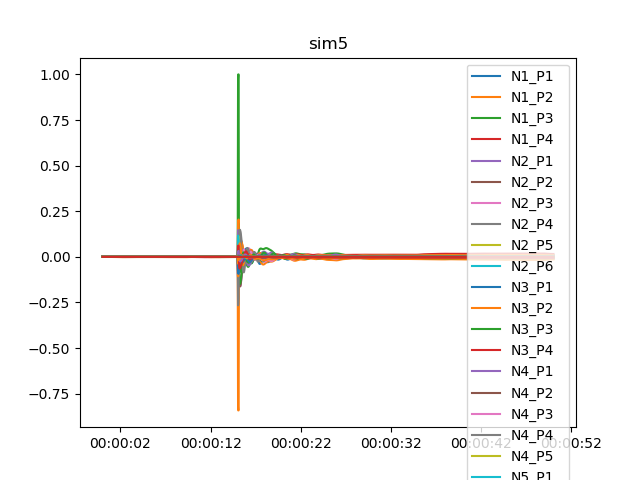 sim5
1.00
0.75
0.50
0.25
0.00
−0.25
−0.50
−0.75
00:00:02 00:00:12 00:00:22 00:00:32 00:00:42 00:00:52
N1_P1
N1_P2
N1_P3
N1_P4
N2_P1
N2_P2
N2_P3
N2_P4
N2_P5
N2_P6
N3_P1
N3_P2
N3_P3
N3_P4
N4_P1
N4_P2
N4_P3
N4_P4
N4_P5
N5_P1